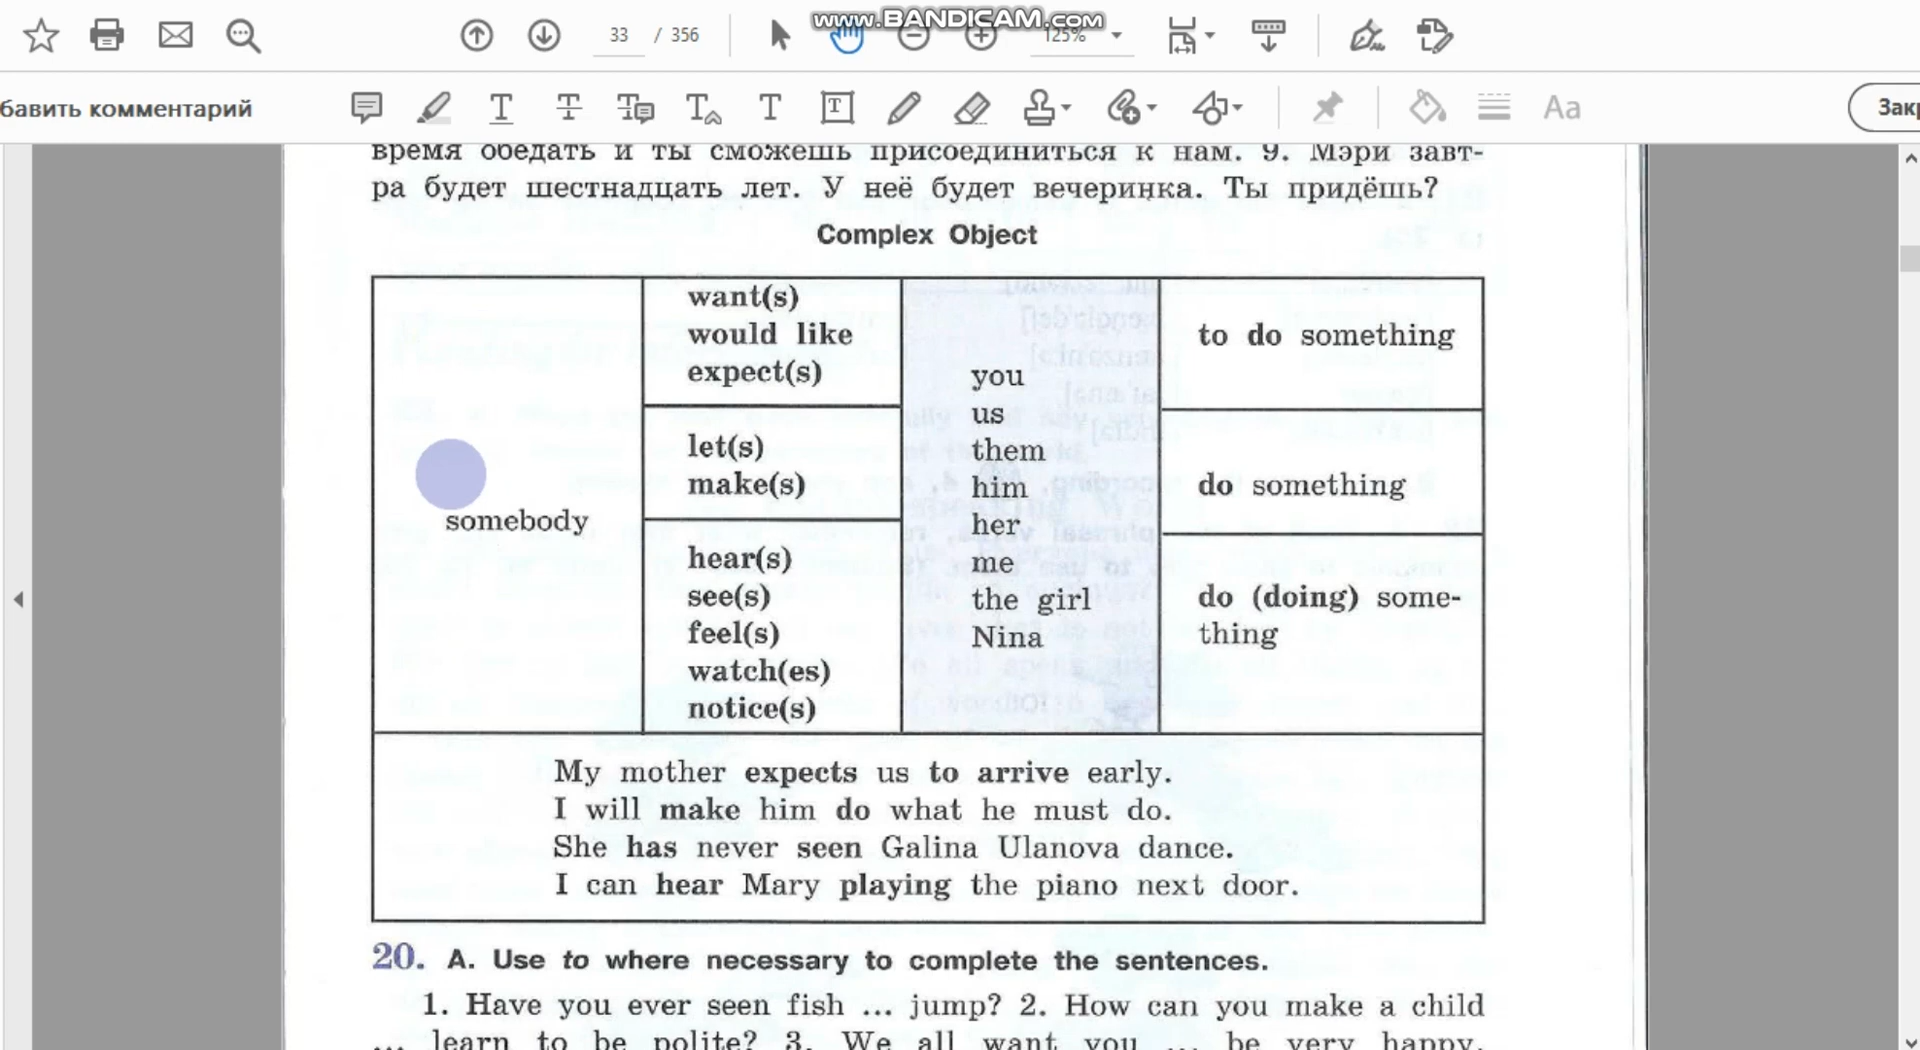 www.BANDICAM.com
33 / 356
125%
бавить комментарий
Aa
Закр
время обедать и ты сможешь присоединиться к нам. 9. Мэри завт-
ра будет шестнадцать лет. У неё будет вечеринка. Ты придёшь?
Complex Object
somebody
want(s)
would like
expect(s)
let(s)
make(s)
hear(s)
see(s)
feel(s)
watch(es)
notice(s)
you
us
them
him
her
me
the girl
Nina
to do something
do something
do (doing) some-
thing
My mother expects us to arrive early.
I will make him do what he must do.
She has never seen Galina Ulanova dance.
I can hear Mary playing the piano next door.
20. A. Use to where necessary to complete the sentences.
1. Have you ever seen fish ... jump? 2. How can you make a child
... learn to be polite? 3. We all want you ... be very happy.